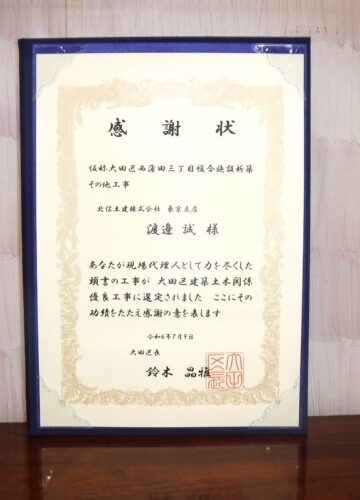 感謝状
仮称大田区西蒲田三丁目複合施設新築
その他工事
北信土建株式会社 東京支店
渡邉 誠 様
あなたが現場代理人として力を尽くした
頭書の工事が 大田区建築土木関係
優良工事に選定されました ここにその
功績をたたえ感謝の意を表します
令和6年7月9日
大田区長
鈴木 晶雅